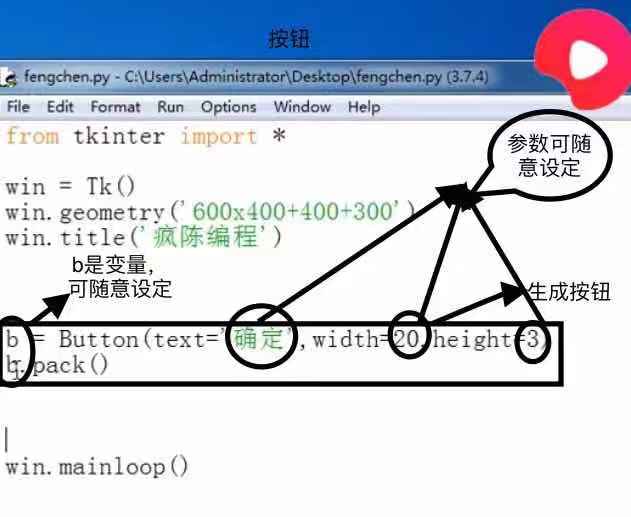 按钮
fengchen.py - C:\Users\Administrator\Desktop\fengchen.py (3.7.4)
File Edit Format Run Options Window Help
from tkinter import *
参数可随
意设定
win = Tk()
win.geometry('600x400+400+300')
win.title('疯陈编程')
b是变量，
可随意设定
生成按钮
b = Button(text='确定',width=20,height=3)
b.pack()
win.mainloop()